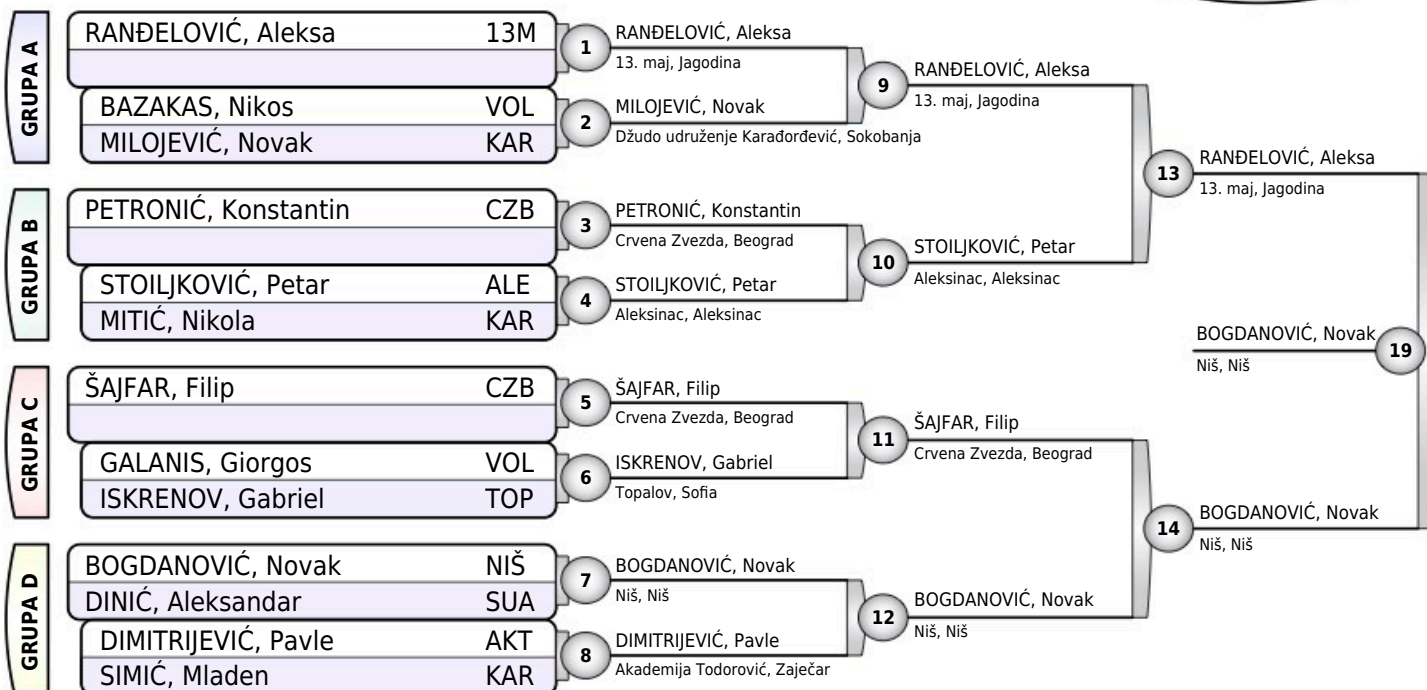 GRUPA A
RANĐELOVIĆ, Aleksa 13M
BAZAKAS, Nikos VOL
MILOJEVIĆ, Novak KAR
GRUPA B
PETRONIĆ, Konstantin CZB
STOILJKOVIĆ, Petar ALE
MITIĆ, Nikola KAR
GRUPA C
ŠAJFAR, Filip CZB
GALANIS, Giorgos VOL
ISKRENOV, Gabriel TOP
GRUPA D
BOGDANOVIĆ, Novak NIŠ
DINIĆ, Aleksandar SUA
DIMITRIJEVIĆ, Pavle AKT
SIMIĆ, Mladen KAR
1
RANĐELOVIĆ, Aleksa
13. maj, Jagodina
2
MILOJEVIĆ, Novak
Džudo udruženje Karađorđević, Sokobanja
3
PETRONIĆ, Konstantin
Crvena Zvezda, Beograd
4
STOILJKOVIĆ, Petar
Aleksinac, Aleksinac
5
ŠAJFAR, Filip
Crvena Zvezda, Beograd
6
ISKRENOV, Gabriel
Topalov, Sofia
7
BOGDANOVIĆ, Novak
Niš, Niš
8
DIMITRIJEVIĆ, Pavle
Akademija Todorović, Zaječar
9
RANĐELOVIĆ, Aleksa
13. maj, Jagodina
10
STOILJKOVIĆ, Petar
Aleksinac, Aleksinac
11
ŠAJFAR, Filip
Crvena Zvezda, Beograd
12
BOGDANOVIĆ, Novak
Niš, Niš
13
RANĐELOVIĆ, Aleksa
13. maj, Jagodina
14
BOGDANOVIĆ, Novak
Niš, Niš
BOGDANOVIĆ, Novak
Niš, Niš
19